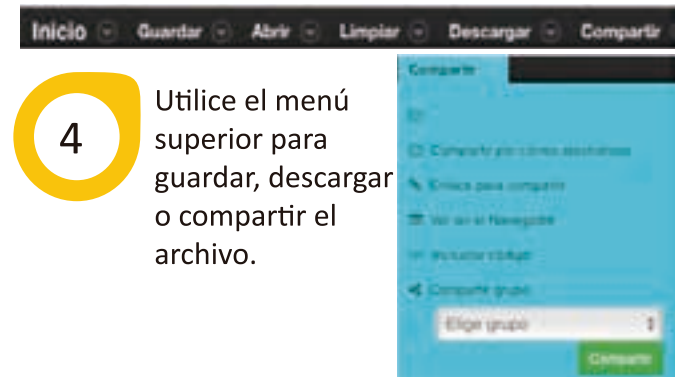 Inicio Guardar Abrir Limpiar Descargar Compartir
4
Utilice el menú
superior para
guardar, descargar
o compartir el
archivo.
Compartir
Compartir por correo electrónico
Enlace para compartir
Ver en el Navegador
Compartir grupo
Elige grupo
Compartir